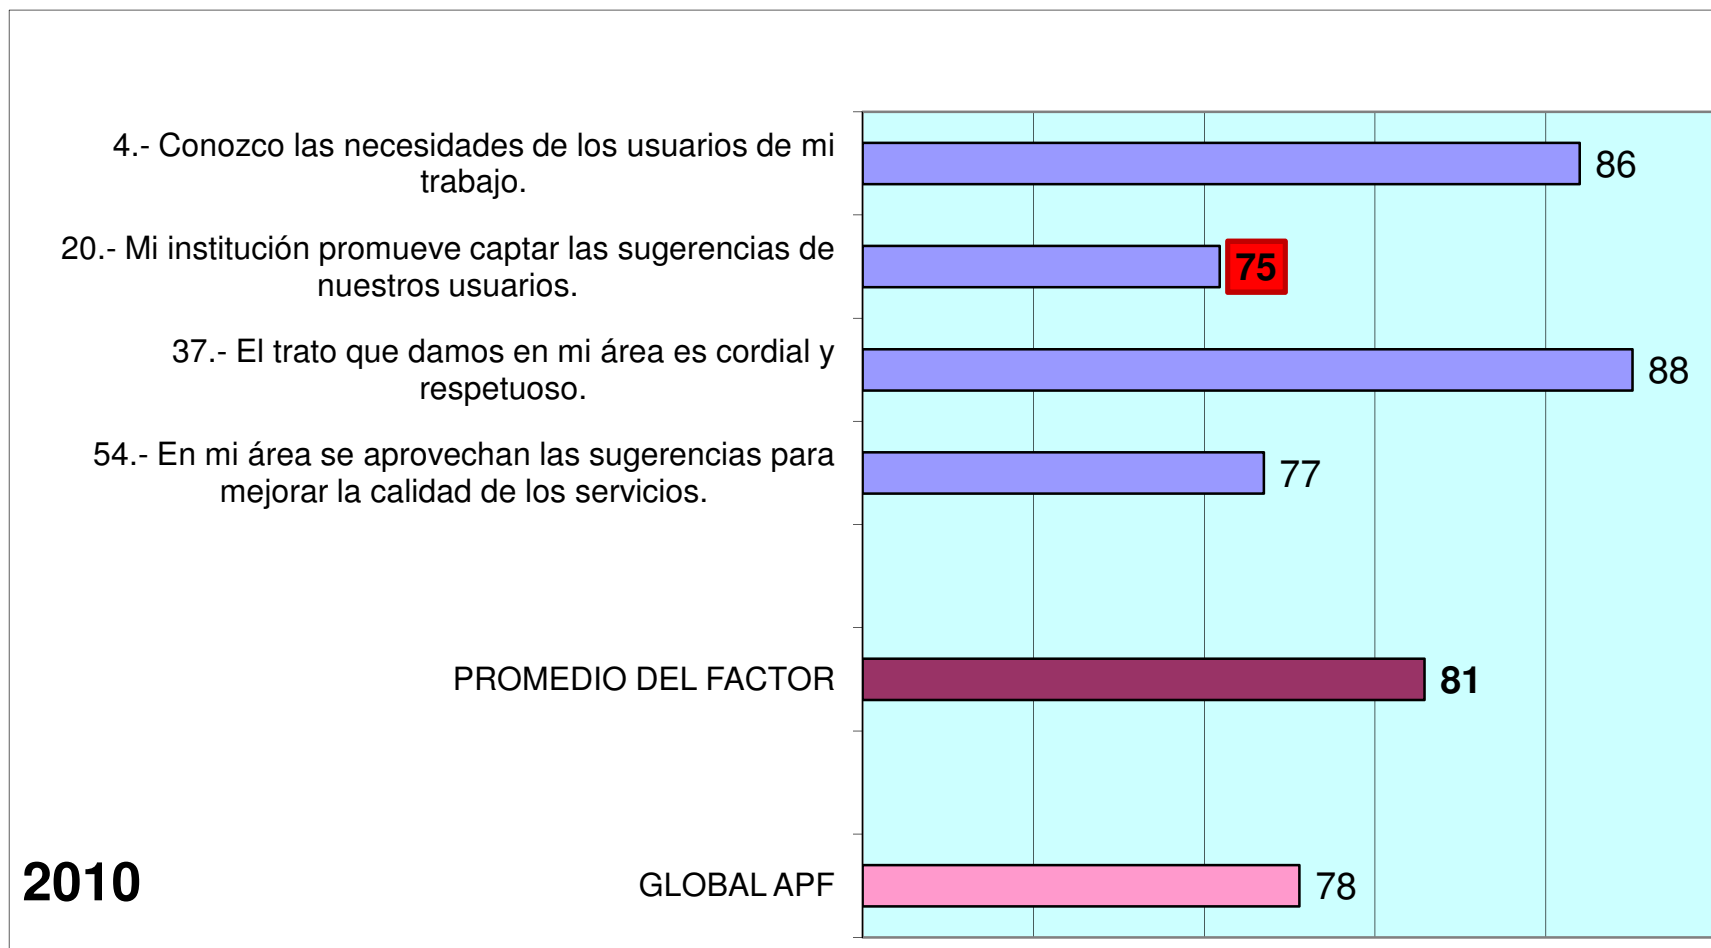 4.- Conozco las necesidades de los usuarios de mi
trabajo.
86
20.- Mi institución promueve captar las sugerencias de
nuestros usuarios.
75
37.- El trato que damos en mi área es cordial y
respetuoso.
88
54.- En mi área se aprovechan las sugerencias para
mejorar la calidad de los servicios.
77
PROMEDIO DEL FACTOR
81
2010
GLOBAL APF
78